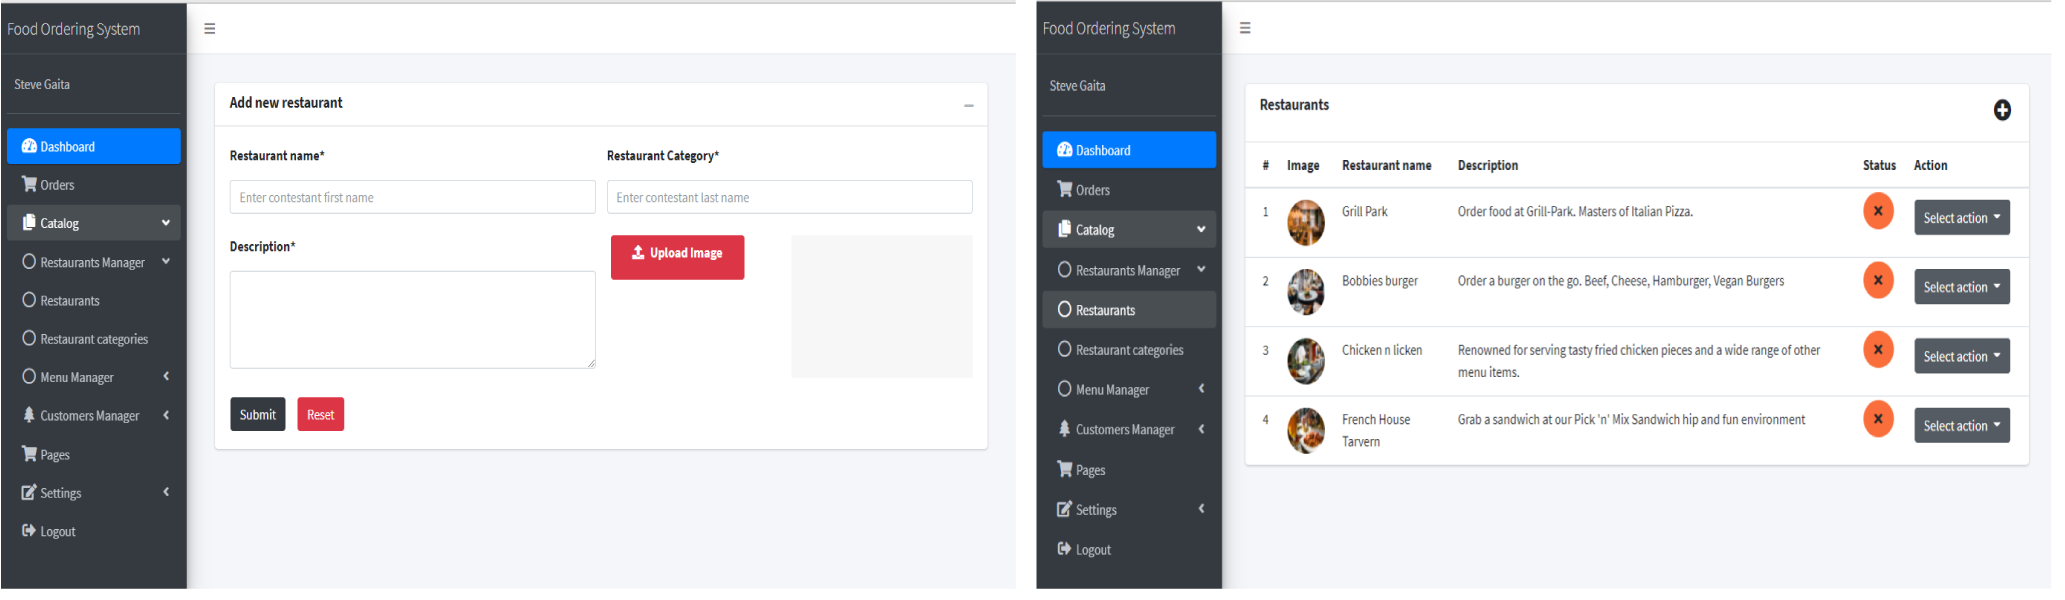 Food Ordering System
Steve Gaita
Dashboard
Orders
Catalog
Restaurants Manager
Restaurants
Restaurant categories
Menu Manager
Customers Manager
Pages
Settings
Logout
Add new restaurant
Restaurant name*
Restaurant Category*
Enter contestant first name
Enter contestant last name
Description*
Upload Image
Submit
Reset
Food Ordering System
Steve Gaita
Dashboard
Orders
Catalog
Restaurants Manager
Restaurants
Restaurant categories
Menu Manager
Customers Manager
Pages
Settings
Logout
Restaurants
# Image Restaurant name Description Status Action
1 Grill Park Order food at Grill-Park. Masters of Italian Pizza. Select action
2 Bobbies burger Order a burger on the go. Beef, Cheese, Hamburger, Vegan Burgers Select action
3 Chicken n licken Renowned for serving tasty fried chicken pieces and a wide range of other
menu items.
Select action
4 French House
Tarvern
Grab a sandwich at our Pick 'n' Mix Sandwich hip and fun environment
Select action